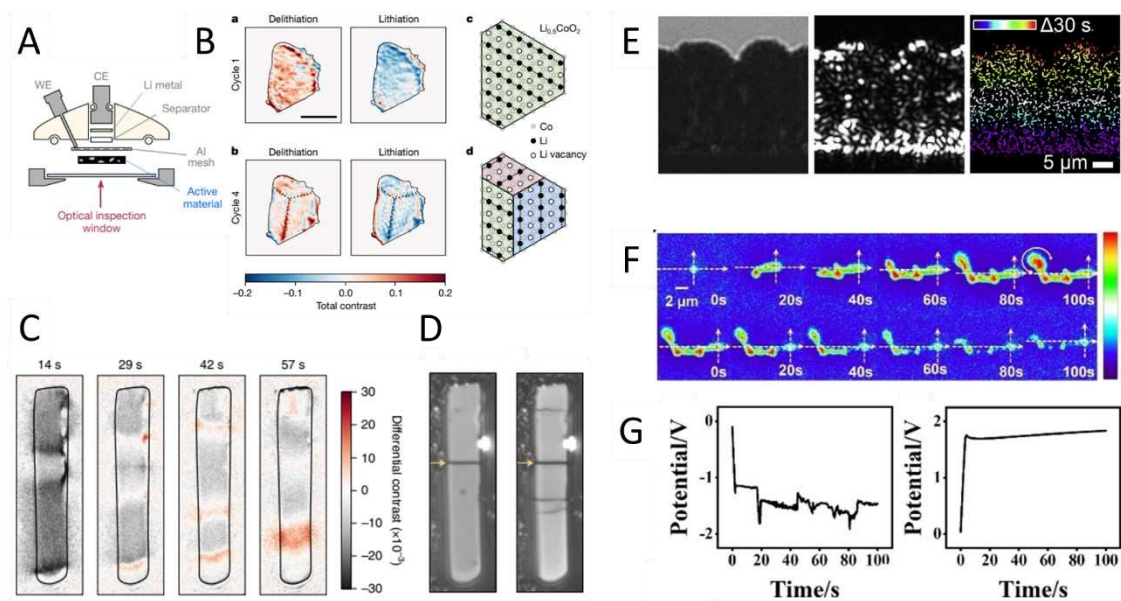 A
WE
CE
Li metal
Separator
Al mesh
Active material
Optical inspection window
B
a
Delithiation
Lithiation
Cycle 1
b
Delithiation
Lithiation
Cycle 4
−0.2
−0.1
0.0
0.1
0.2
Total contrast
c
Li0.5CoO2
Co
Li
Li vacancy
d
C
14 s
29 s
42 s
57 s
30
20
10
0
−10
−20
−30
Differential contrast (×10−3)
D
E
Δ30 s
5 μm
F
2 μm
0s
20s
40s
60s
80s
100s
0s
20s
40s
60s
80s
100s
G
Potential/V
0
-1
-2
0 20 40 60 80 100
Time/s
Potential/V
2
1
0
0 20 40 60 80 100
Time/s